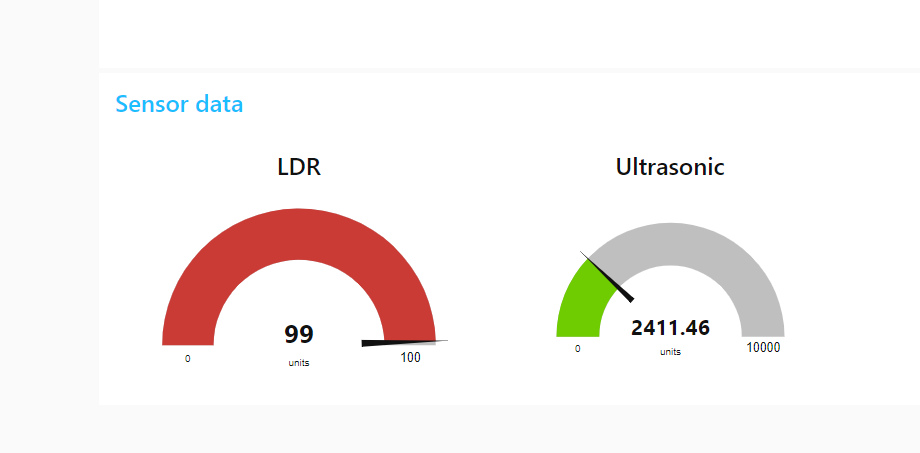 Sensor data
LDR
99
units
0
100
Ultrasonic
2411.46
units
0
10000